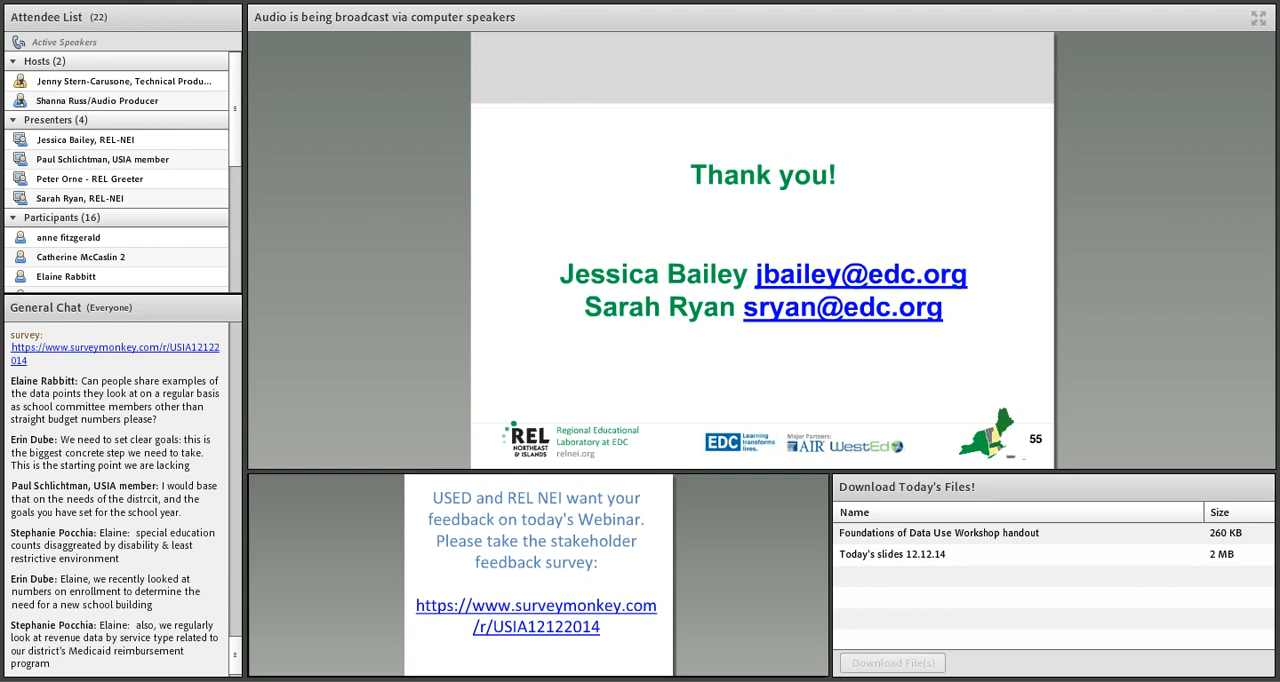 Attendee List (22)
Active Speakers
Hosts (2)
Jenny Stern-Carusone, Technical Produ...
Shanna Russ/Audio Producer
Presenters (4)
Jessica Bailey, REL-NEI
Paul Schlichtman, USIA member
Peter Orne - REL Greeter
Sarah Ryan, REL-NEI
Participants (16)
anne fitzgerald
Catherine McCaslin 2
Elaine Rabbitt
General Chat (Everyone)
survey:
https://www.surveymonkey.com/r/USIA12122
014
Elaine Rabbitt: Can people share examples of
the data points they look at on a regular basis
as school committee members other than
straight budget numbers please?
Erin Dube: We need to set clear goals: this is
the biggest concrete step we need to take.
This is the starting point we are lacking
Paul Schlichtman, USIA member: I would base
that on the needs of the distrcit, and the
goals you have set for the school year.
Stephanie Pocchia: Elaine: special education
counts disaggreated by disability & least
restrictive environment
Erin Dube: Elaine, we recently looked at
numbers on enrollment to determine the
need for a new school building
Stephanie Pocchia: Elaine: also, we regularly
look at revenue data by service type related to
our district's Medicaid reimbursement
program
Audio is being broadcast via computer speakers
Thank you!
Jessica Bailey jbailey@edc.org
Sarah Ryan sryan@edc.org
REL
NORTHEAST
& ISLANDS
Regional Educational
Laboratory at EDC
relnei.org
EDC Learning
transforms
lives.
Major Partners:
AIR WestEd
55
USED and REL NEI want your
feedback on today's Webinar.
Please take the stakeholder
feedback survey:
https://www.surveymonkey.com
/r/USIA12122014
Download Today's Files!
Name Size
Foundations of Data Use Workshop handout 260 KB
Today's slides 12.12.14 2 MB
Download File(s)